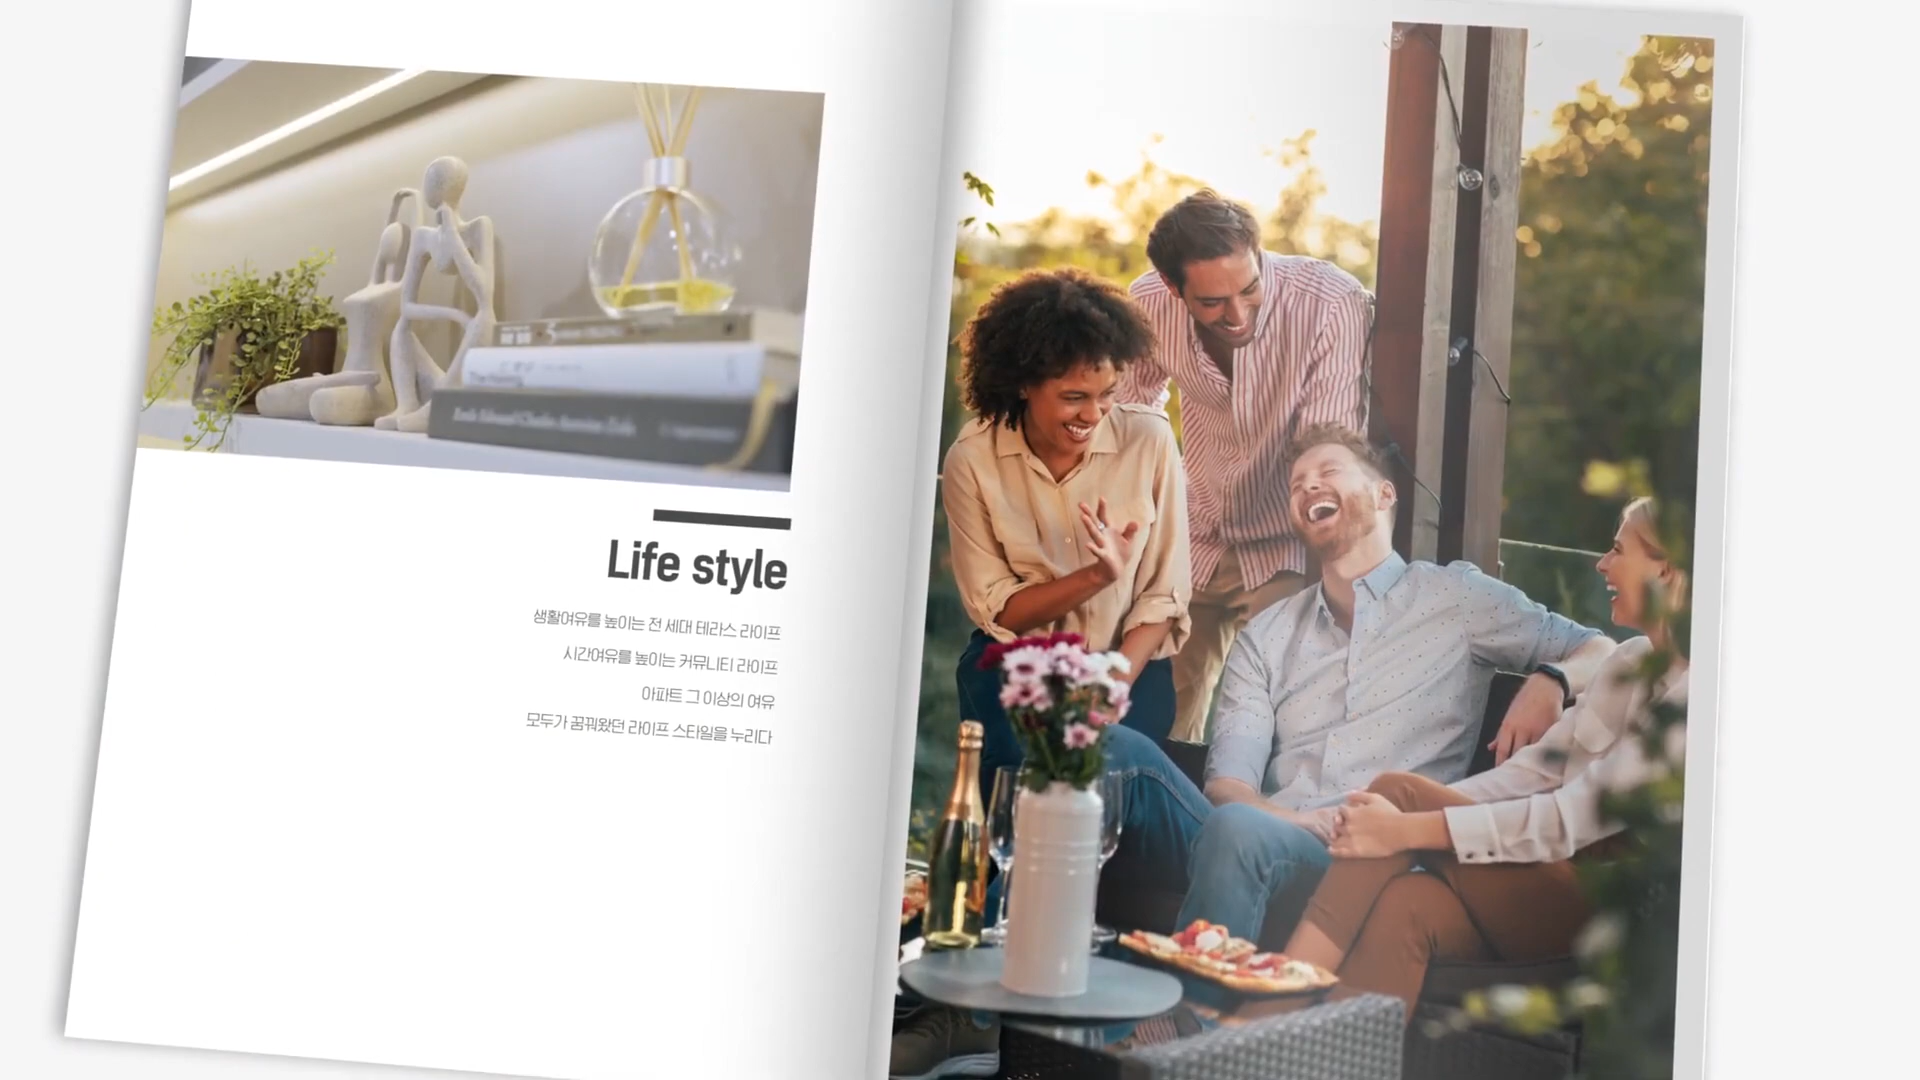 Life style
생활여유를 높이는 전 세대 테라스 라이프
시간여유를 높이는 커뮤니티 라이프
아파트 그 이상의 여유
모두가 꿈꿔왔던 라이프 스타일을 누리다